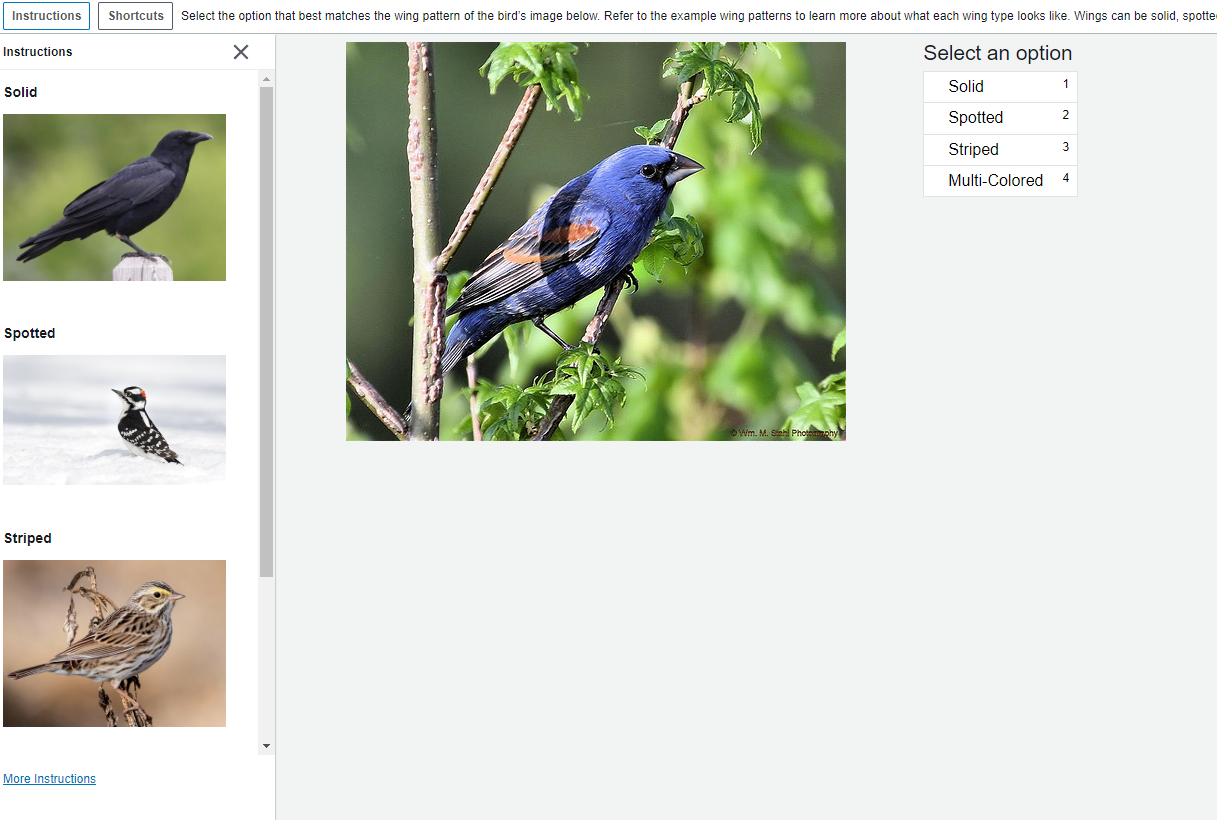 Instructions
Shortcuts
Select the option that best matches the wing pattern of the bird's image below. Refer to the example wing patterns to learn more about what each wing type looks like. Wings can be solid, spotte
Instructions
Solid
Spotted
Striped
More Instructions
© Wm. M. Stahl Photography
Select an option
Solid 1
Spotted 2
Striped 3
Multi-Colored 4